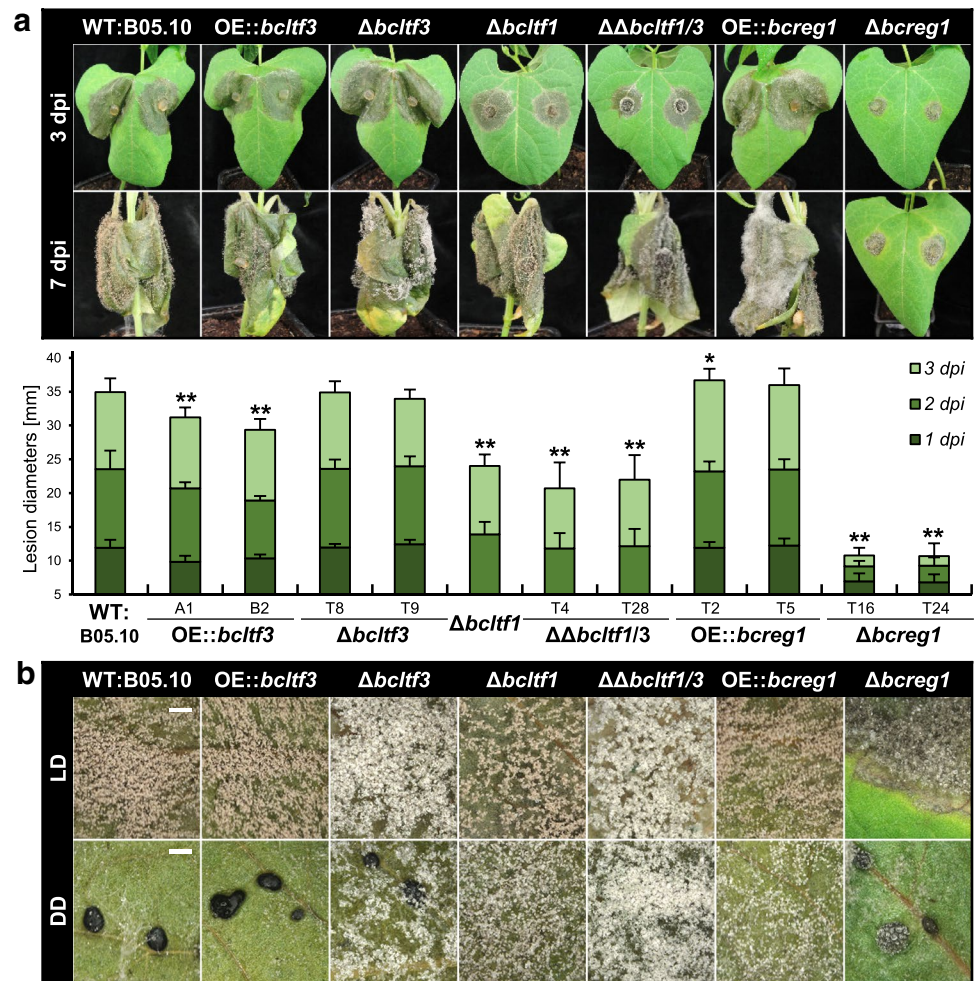 a
WT:B05.10 OE::bcltf3 Δbcltf3 Δbcltf1 ΔΔbcltf1/3 OE::bcreg1 Δbcreg1
3 dpi
7 dpi
Lesion diameters [mm]
40
35
30
25
20
15
10
5
** ** ** ** ** * ** **
3 dpi
2 dpi
1 dpi
A1 B2 T8 T9 T4 T28 T2 T5 T16 T24
WT: B05.10 OE::bcltf3 Δbcltf3 Δbcltf1 ΔΔbcltf1/3 OE::bcreg1 Δbcreg1
b
WT:B05.10 OE::bcltf3 Δbcltf3 Δbcltf1 ΔΔbcltf1/3 OE::bcreg1 Δbcreg1
LD
DD